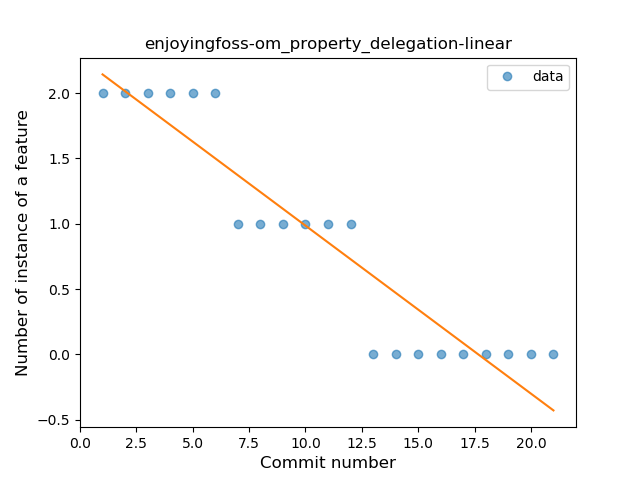 enjoyingfoss-om_property_delegation-linear
data
Number of instance of a feature
2.0
1.5
1.0
0.5
0.0
−0.5
0.0 2.5 5.0 7.5 10.0 12.5 15.0 17.5 20.0
Commit number